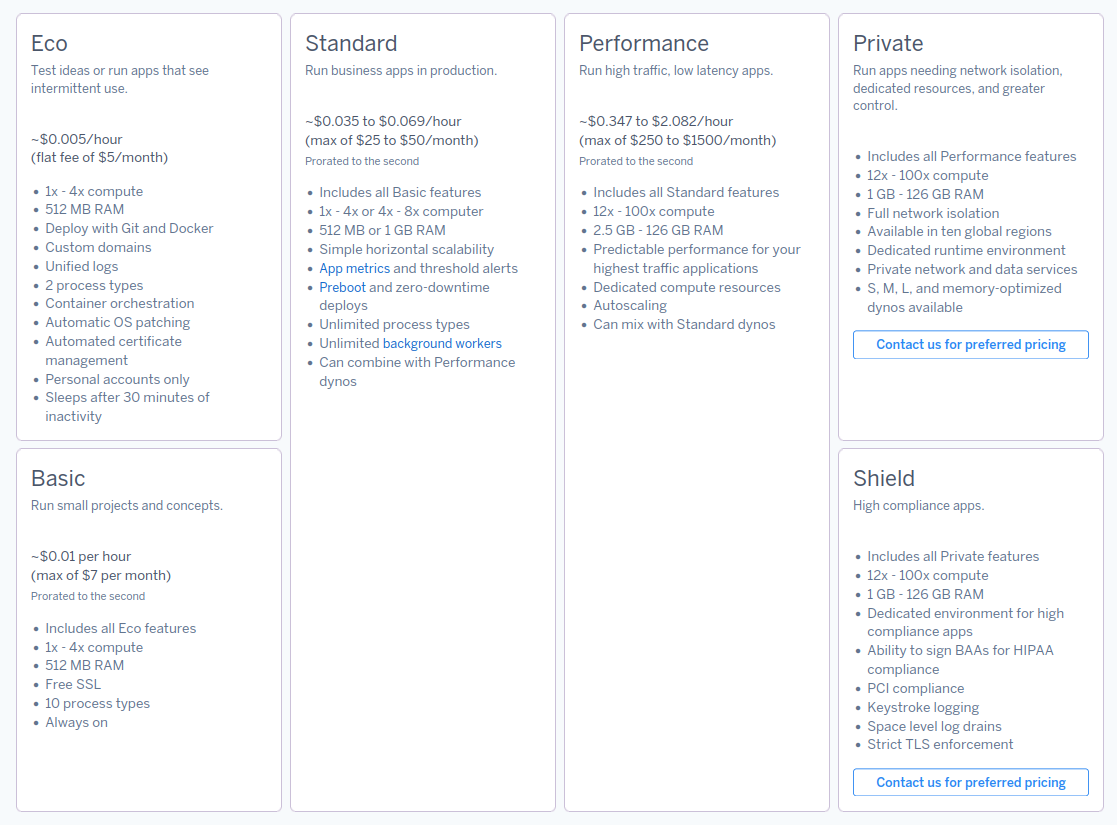 Eco
Test ideas or run apps that see
intermittent use.
~$0.005/hour
(flat fee of $5/month)
1x - 4x compute
512 MB RAM
Deploy with Git and Docker
Custom domains
Unified logs
2 process types
Container orchestration
Automatic OS patching
Automated certificate
management
Personal accounts only
Sleeps after 30 minutes of
inactivity
Basic
Run small projects and concepts.
~$0.01 per hour
(max of $7 per month)
Prorated to the second
Includes all Eco features
1x - 4x compute
512 MB RAM
Free SSL
10 process types
Always on
Standard
Run business apps in production.
~$0.035 to $0.069/hour
(max of $25 to $50/month)
Prorated to the second
Includes all Basic features
1x - 4x or 4x - 8x computer
512 MB or 1 GB RAM
Simple horizontal scalability
App metrics and threshold alerts
Preboot and zero-downtime
deploys
Unlimited process types
Unlimited background workers
Can combine with Performance
dynos
Performance
Run high traffic, low latency apps.
~$0.347 to $2.082/hour
(max of $250 to $1500/month)
Prorated to the second
Includes all Standard features
12x - 100x compute
2.5 GB - 126 GB RAM
Predictable performance for your
highest traffic applications
Dedicated compute resources
Autoscaling
Can mix with Standard dynos
Private
Run apps needing network isolation,
dedicated resources, and greater
control.
Includes all Performance features
12x - 100x compute
1 GB - 126 GB RAM
Full network isolation
Available in ten global regions
Dedicated runtime environment
Private network and data services
S, M, L, and memory-optimized
dynos available
Contact us for preferred pricing
Shield
High compliance apps.
Includes all Private features
12x - 100x compute
1 GB - 126 GB RAM
Dedicated environment for high
compliance apps
Ability to sign BAAs for HIPAA
compliance
PCI compliance
Keystroke logging
Space level log drains
Strict TLS enforcement
Contact us for preferred pricing